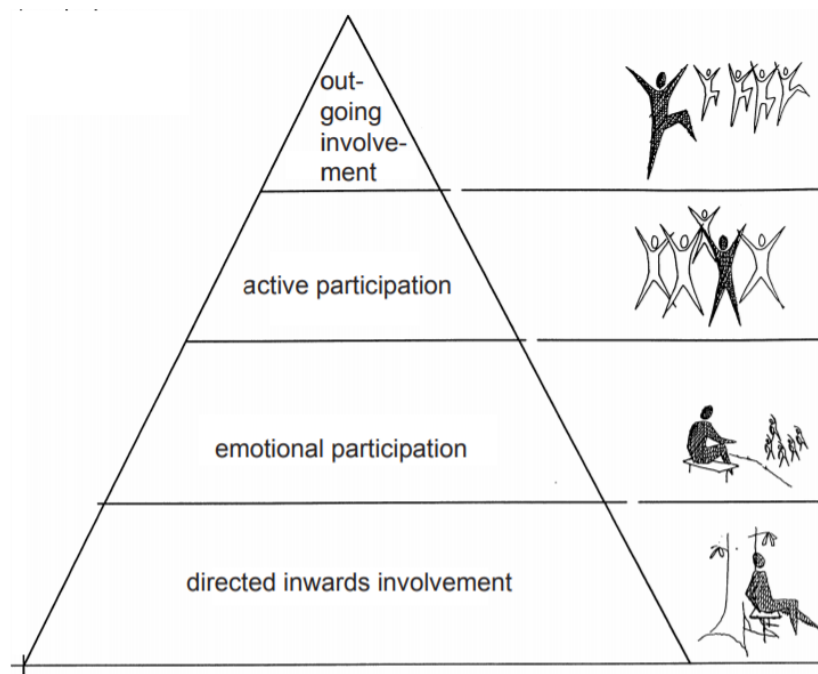 out-
going
involve-
ment
active participation
emotional participation
directed inwards involvement